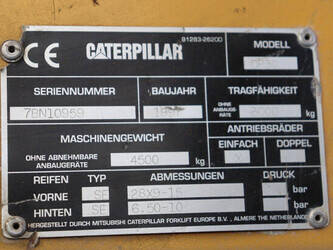 91283-26200
CE CATERPILLAR MODELL
SERIENNUMMER BAUJAHR TRAGFÄHIGKEIT
OHNE ANBAUGERÄTE kg
7BN10959
MASCHINENGEWICHT ANTRIEBSRÄDER
OHNE ABNEHMBARE ANBAUGERÄTE 4500 kg EINFACH X DOPPEL
REIFEN TYP ABMESSUNGEN DRUCK
VORNE SE 28X9-15 bar
HINTEN SE 6.50-10 bar
HERGESTELLT DURCH MITSUBISHI CATERPILLAR FORKLIFT EUROPE B.V., ALMERE THE NETHERLANDS